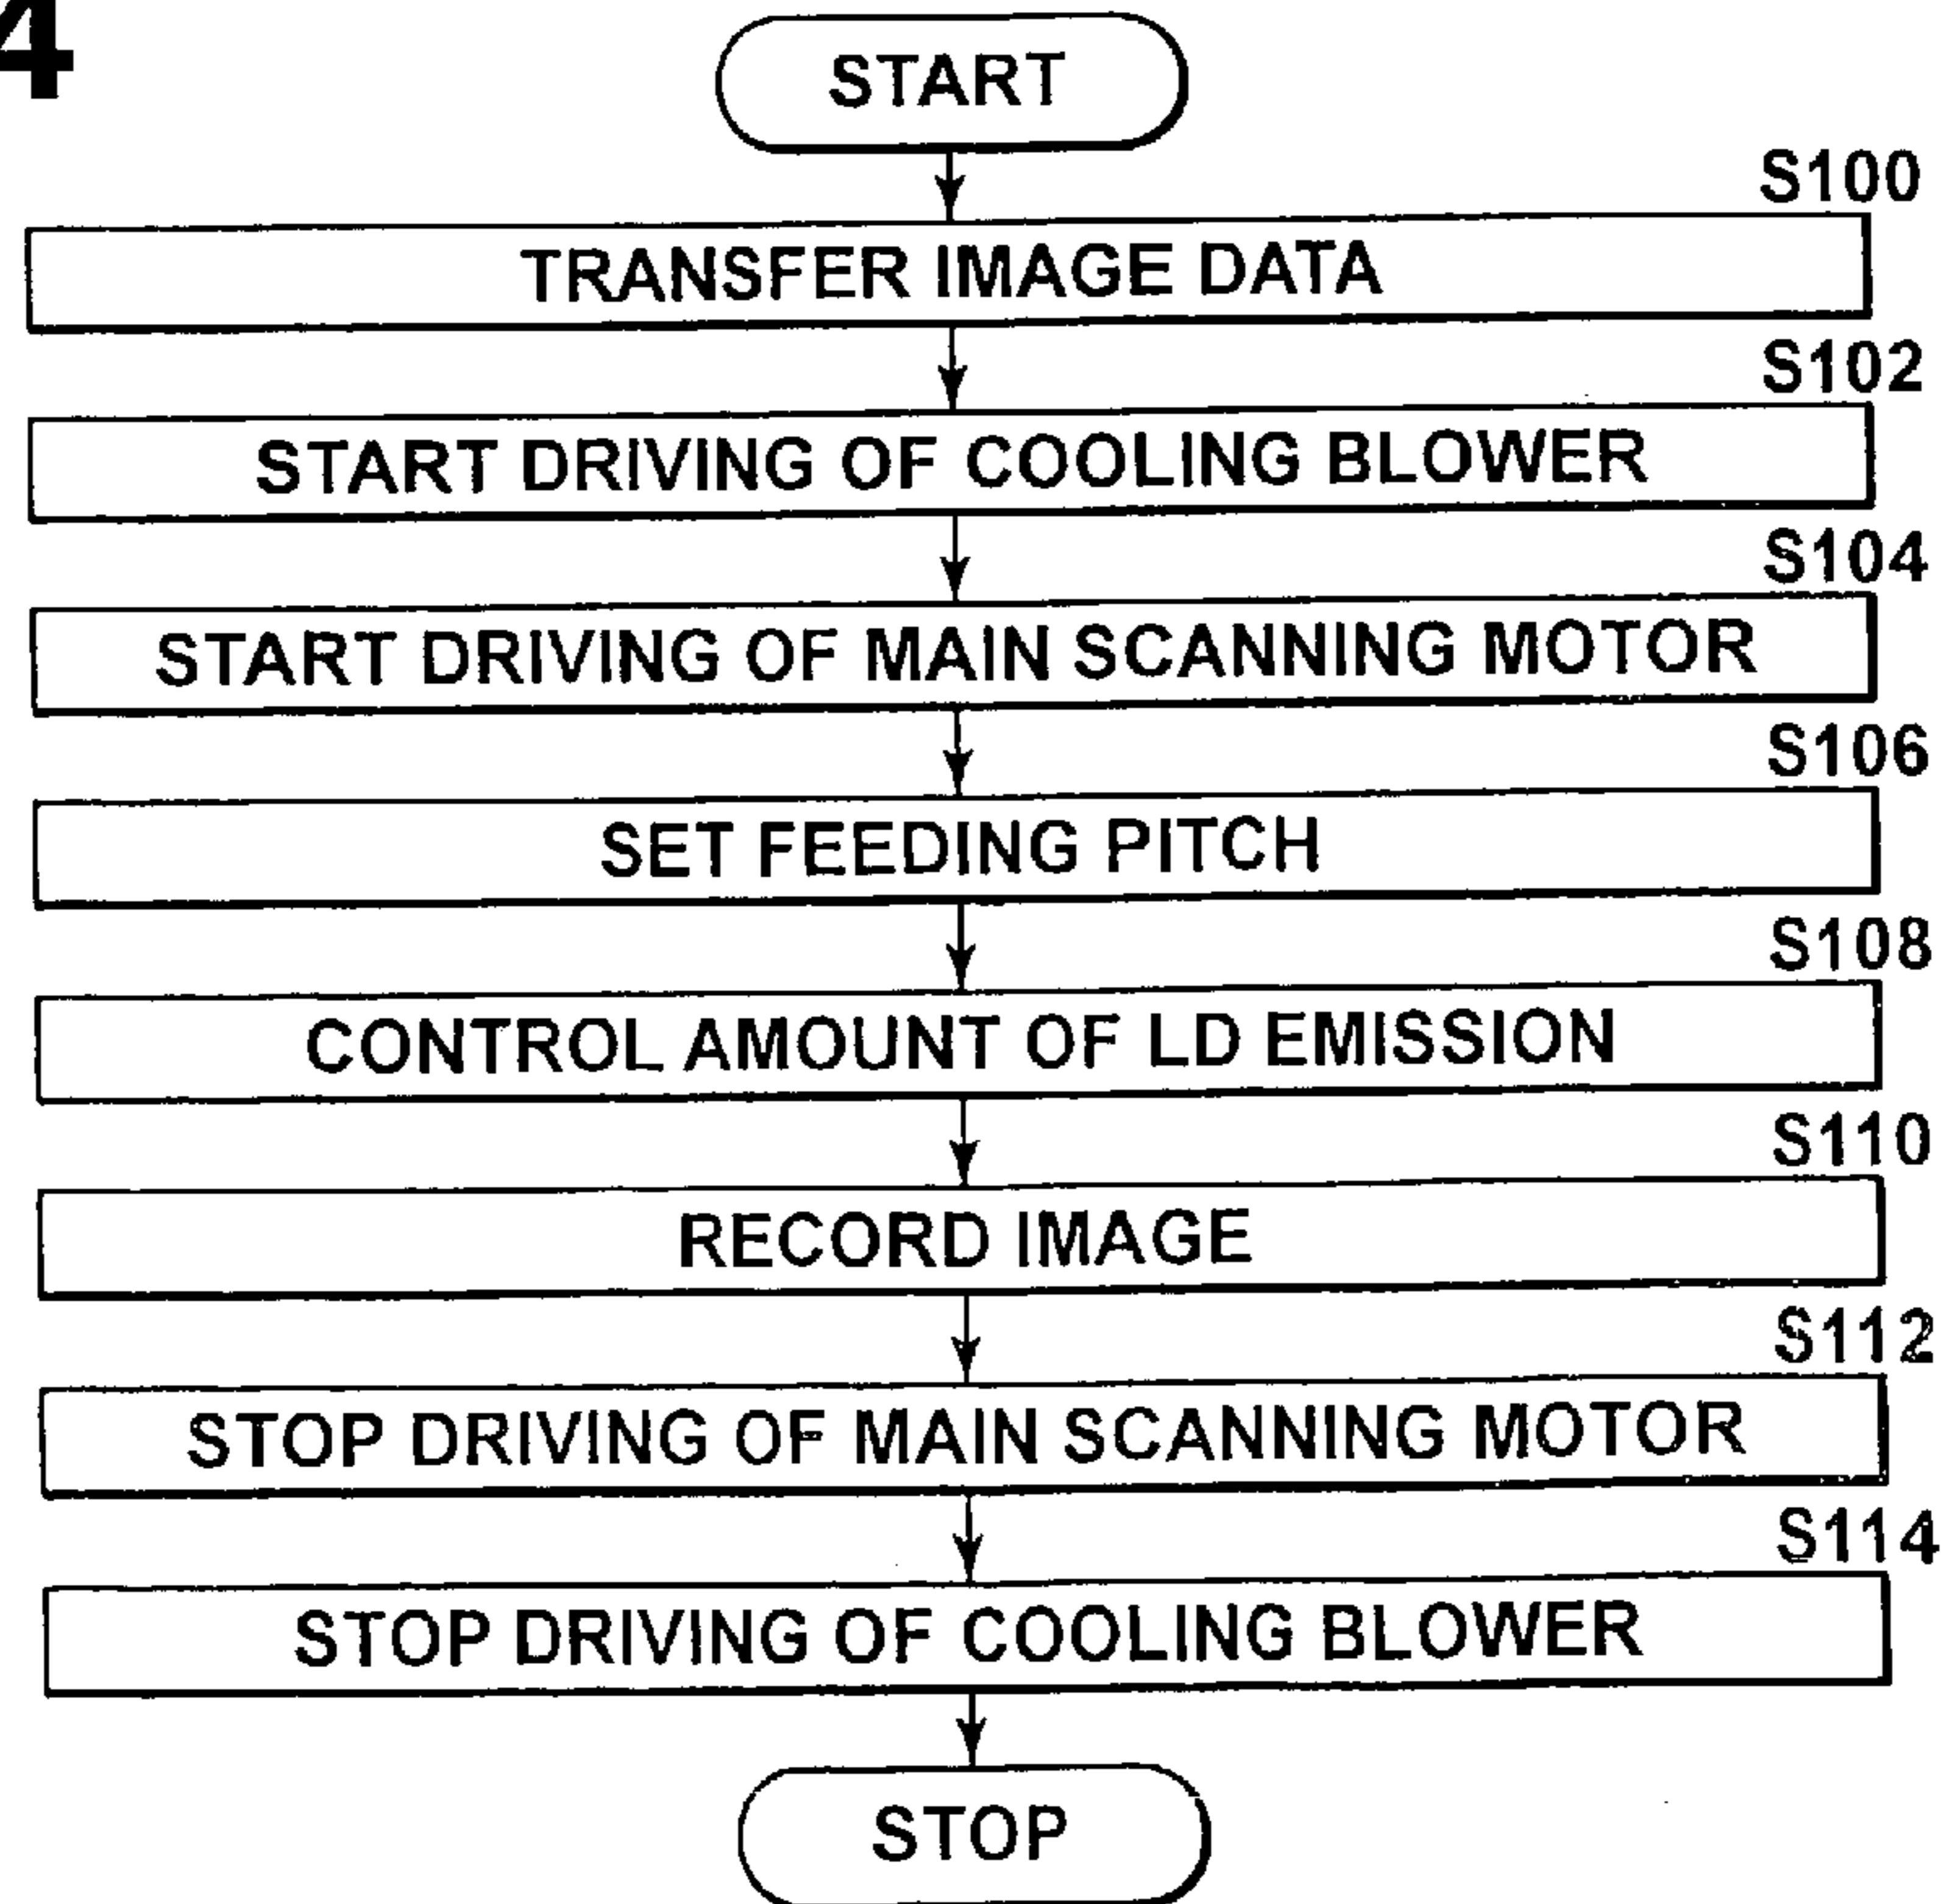 4
START
S100
TRANSFER IMAGE DATA
S102
START DRIVING OF COOLING BLOWER
S104
START DRIVING OF MAIN SCANNING MOTOR
S106
SET FEEDING PITCH
S108
CONTROL AMOUNT OF LD EMISSION
S110
RECORD IMAGE
S112
STOP DRIVING OF MAIN SCANNING MOTOR
S114
STOP DRIVING OF COOLING BLOWER
STOP